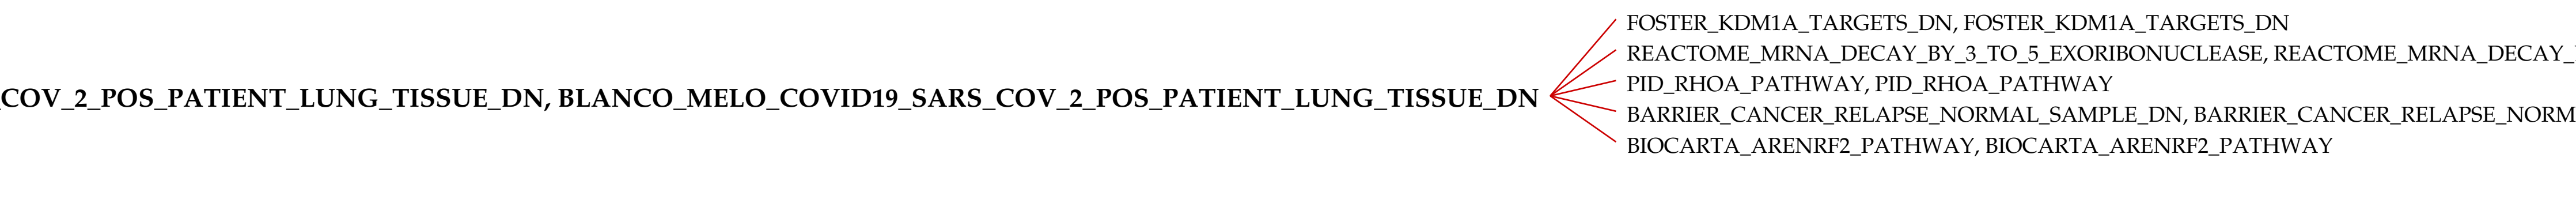 FOSTER_KDM1A_TARGETS_DN, FOSTER_KDM1A_TARGETS_DN
REACTOME_MRNA_DECAY_BY_3_TO_5_EXORIBONUCLEASE, REACTOME_MRNA_DECAY_
PID_RHOA_PATHWAY, PID_RHOA_PATHWAY
COV_2_POS_PATIENT_LUNG_TISSUE_DN, BLANCO_MELO_COVID19_SARS_COV_2_POS_PATIENT_LUNG_TISSUE_DN
BARRIER_CANCER_RELAPSE_NORMAL_SAMPLE_DN, BARRIER_CANCER_RELAPSE_NORM
BIOCARTA_ARENRF2_PATHWAY, BIOCARTA_ARENRF2_PATHWAY